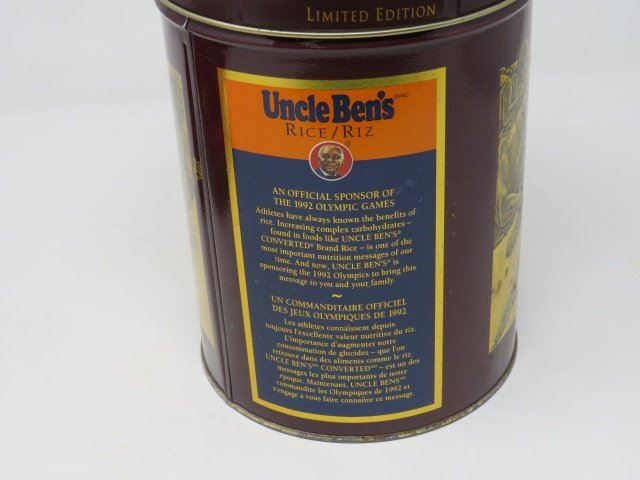 LIMITED EDITION
Uncle Ben's
RICE/RIZ
AN OFFICIAL SPONSOR OF
THE 1992 OLYMPIC GAMES
Athletes have always known the benefits of
rice. Increasing complex carbohydrates –
found in foods like UNCLE BEN'S®
CONVERTED® Brand Rice – is one of the
most important nutrition messages of our
time. And now, UNCLE BEN'S® is
sponsoring the 1992 Olympics to bring this
message to you and your family.
~
UN COMMANDITAIRE OFFICIEL
DES JEUX OLYMPIQUES DE 1992
Les athlètes connaissent depuis
toujours l'excellente valeur nutritive du riz.
L'importance d'augmenter notre
consommation de glucides – que l'on
retrouve dans des aliments comme le riz
UNCLE BEN'S CONVERTED – est un des
messages les plus importants de notre
époque. Maintenant, UNCLE BENS
commandite les Olympiques de 1992 et
s'engage à vous faire connaître ce message.